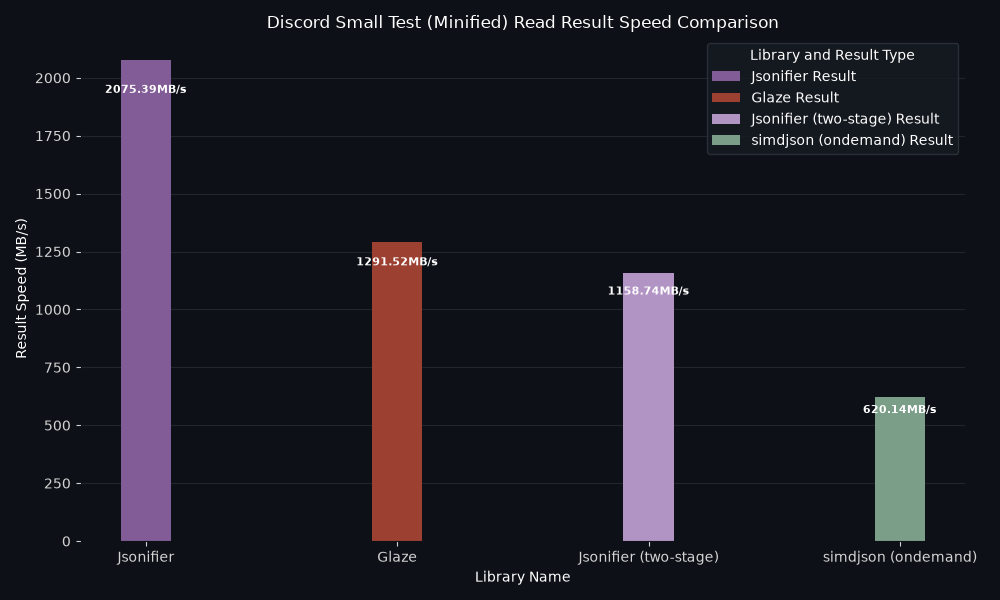 Discord Small Test (Minified) Read Result Speed Comparison
Library and Result Type
Jsonifier Result
Glaze Result
Jsonifier (two-stage) Result
simdjson (ondemand) Result
Result Speed (MB/s)
2000
1750
1500
1250
1000
750
500
250
0
2075.39MB/s
1291.52MB/s
1158.74MB/s
620.14MB/s
Jsonifier
Glaze
Jsonifier (two-stage)
simdjson (ondemand)
Library Name